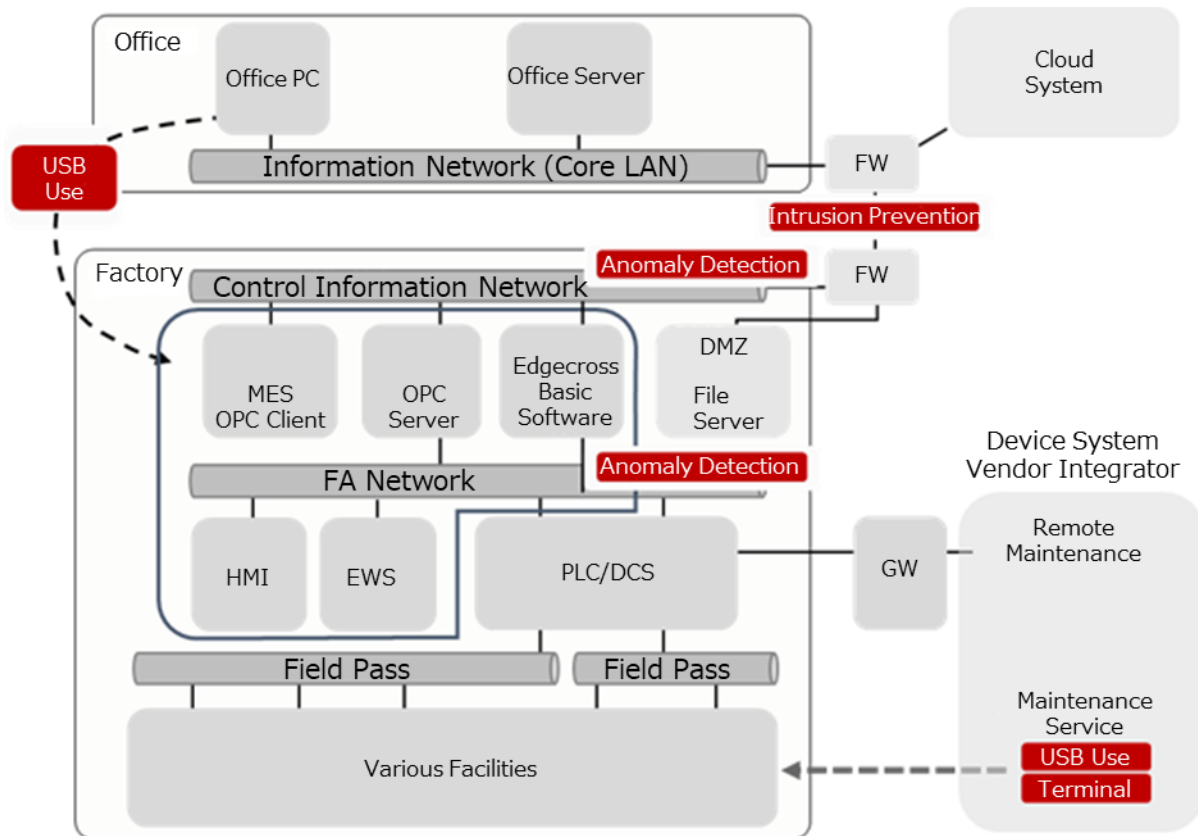 Office
Office PC
Office Server
Cloud
System
USB
Use
Information Network (Core LAN)
FW
Intrusion Prevention
Factory
Anomaly Detection
Control Information Network
FW
MES
OPC Client
OPC
Server
Edgecross
Basic
Software
DMZ
File
Server
Anomaly Detection
FA Network
Device System
Vendor Integrator
HMI
EWS
PLC/DCS
GW
Remote
Maintenance
Field Pass
Field Pass
Various Facilities
Maintenance
Service
USB Use
Terminal